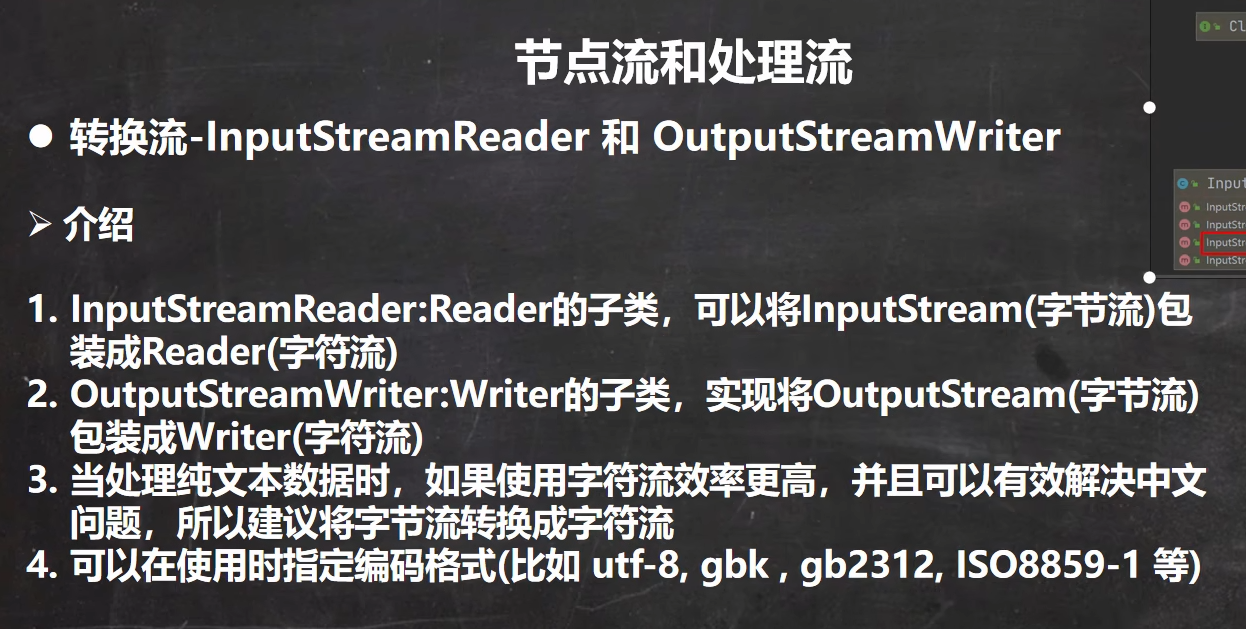 节点流和处理流
● 转换流-InputStreamReader 和 OutputStreamWriter
➢ 介绍
1. InputStreamReader:Reader的子类，可以将InputStream(字节流)包
装成Reader(字符流)
2. OutputStreamWriter:Writer的子类，实现将OutputStream(字节流)
包装成Writer(字符流)
3. 当处理纯文本数据时，如果使用字符流效率更高，并且可以有效解决中文
问题，所以建议将字节流转换成字符流
4. 可以在使用时指定编码格式(比如 utf-8, gbk , gb2312, ISO8859-1 等)
Cl
Input
InputStr
InputStr
InputStr
InputStr